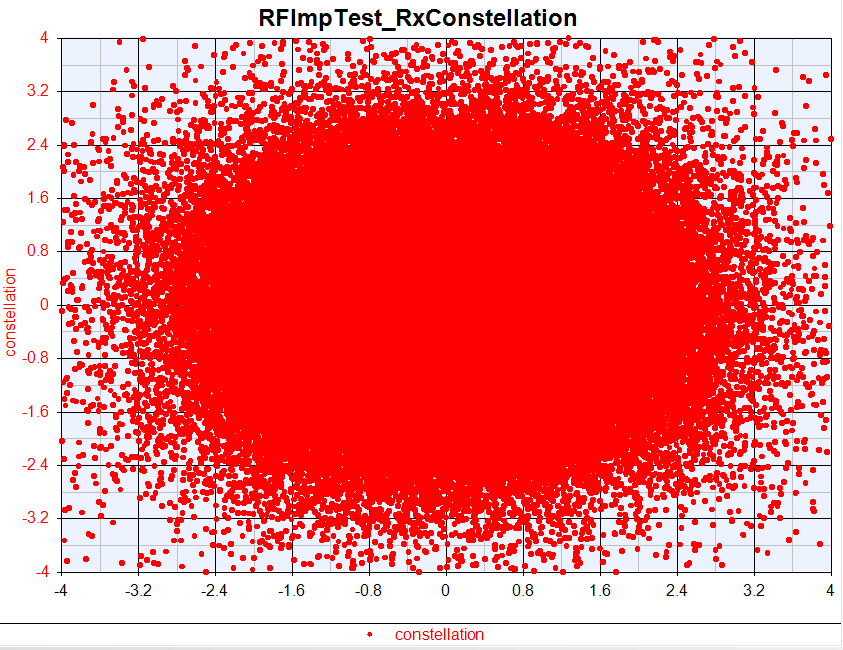 RFImpTest_RxConstellation
4
3.2
2.4
1.6
0.8
0
-0.8
-1.6
-2.4
-3.2
-4
constellation
-4 -3.2 -2.4 -1.6 -0.8 0 0.8 1.6 2.4 3.2 4
constellation